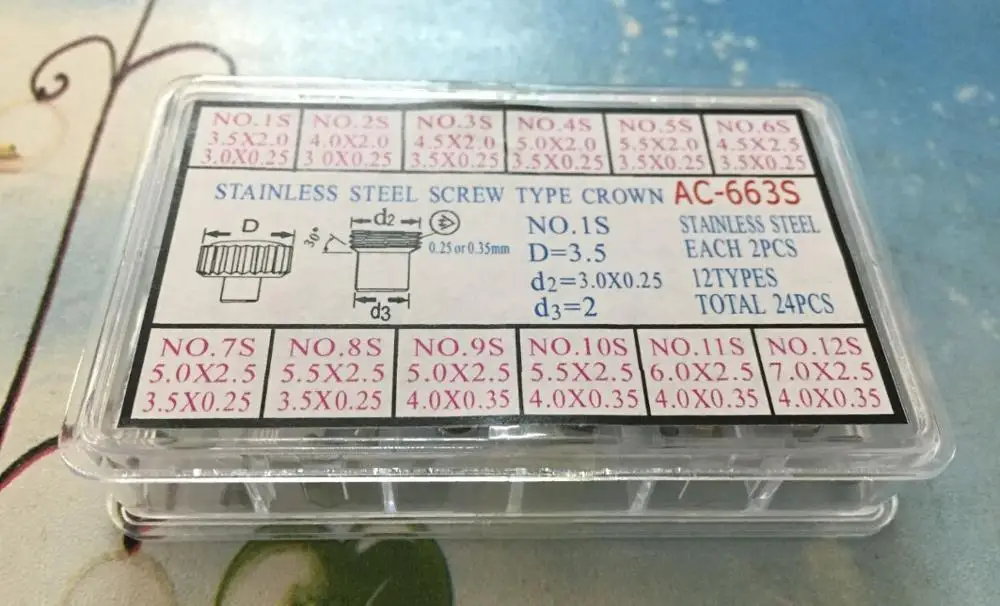 NO.1S NO.2S NO.3S NO.4S NO.5S NO.6S
3.5X2.0 4.0X2.0 4.5X2.0 5.0X2.0 5.5X2.0 4.5X2.5
3.0X0.25 3.0X0.25 3.5X0.25 3.5X0.25 3.5X0.25 3.5X0.25
STAINLESS STEEL SCREW TYPE CROWN AC-663S
D 30° d2 0.25 or 0.35mm d3
NO.1S
D=3.5
d2=3.0X0.25
d3=2
STAINLESS STEEL
EACH 2PCS
12TYPES
TOTAL 24PCS
NO.7S NO.8S NO.9S NO.10S NO.11S NO.12S
5.0X2.5 5.5X2.5 5.0X2.5 5.5X2.5 6.0X2.5 7.0X2.5
3.5X0.25 3.5X0.25 4.0X0.35 4.0X0.35 4.0X0.35 4.0X0.35